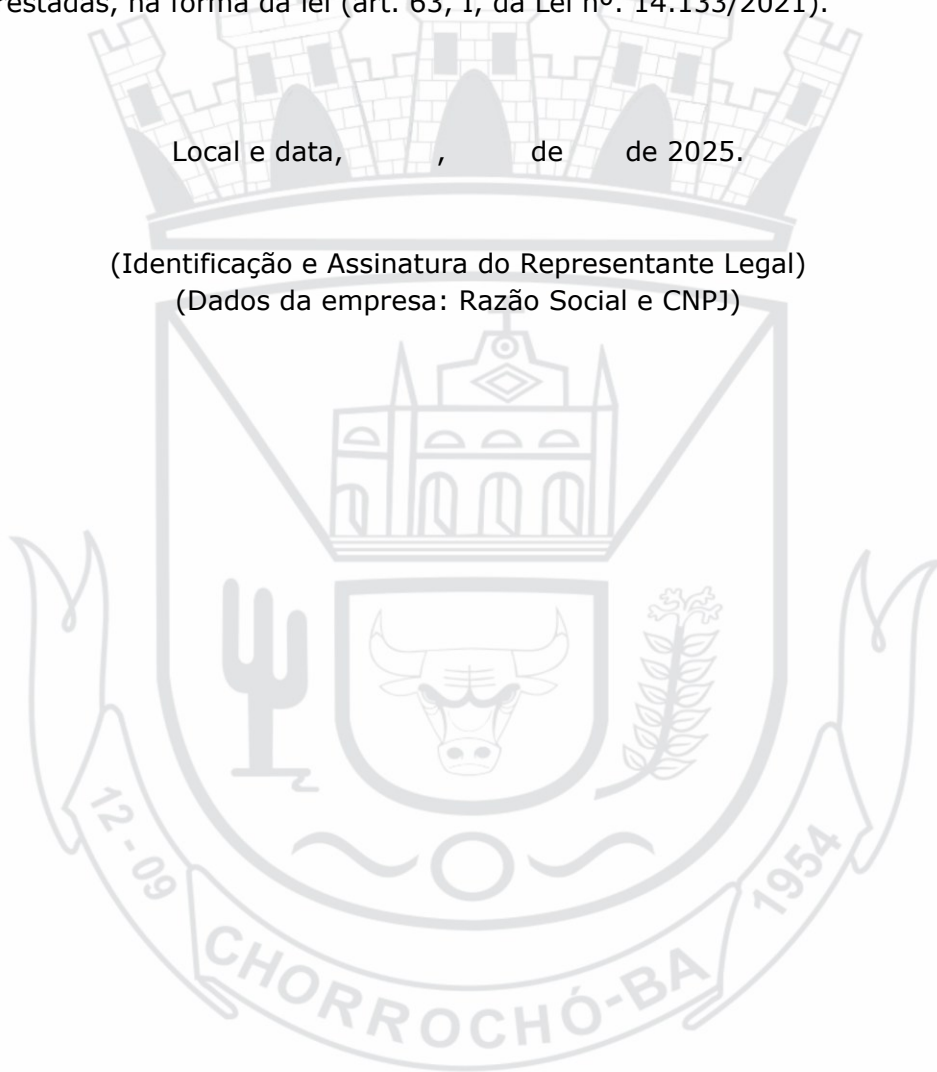 restadas, na forma da lei (art. 63, I, da Lei nº. 14.133/2021).
Local e data, , de de 2025.
(Identificação e Assinatura do Representante Legal)
(Dados da empresa: Razão Social e CNPJ)
12 - 09
CHORROCHÓ-BA
1954